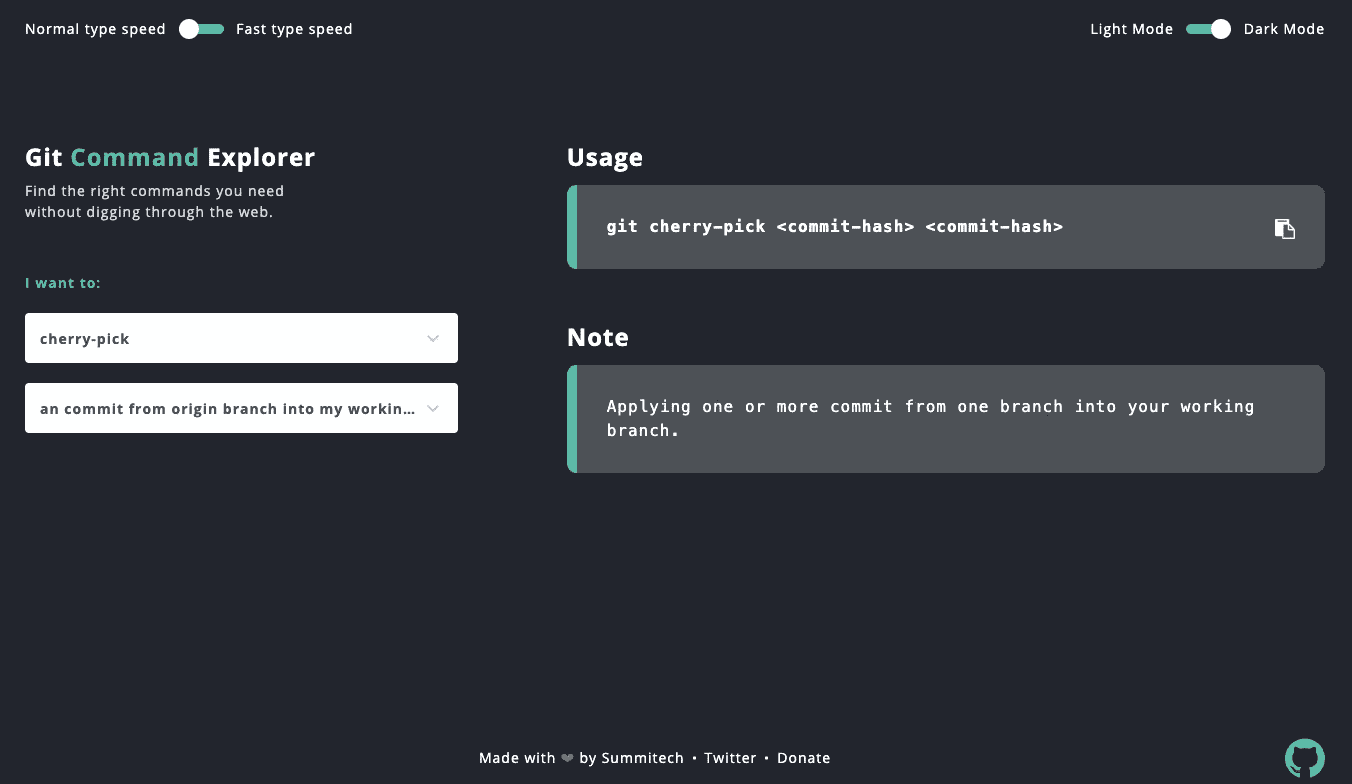 Normal type speed Fast type speed
Light Mode Dark Mode
Git Command Explorer
Find the right commands you need
without digging through the web.
I want to:
cherry-pick
an commit from origin branch into my workin...
Usage
git cherry-pick <commit-hash> <commit-hash>
Note
Applying one or more commit from one branch into your working
branch.
Made with ❤ by Summitech • Twitter • Donate